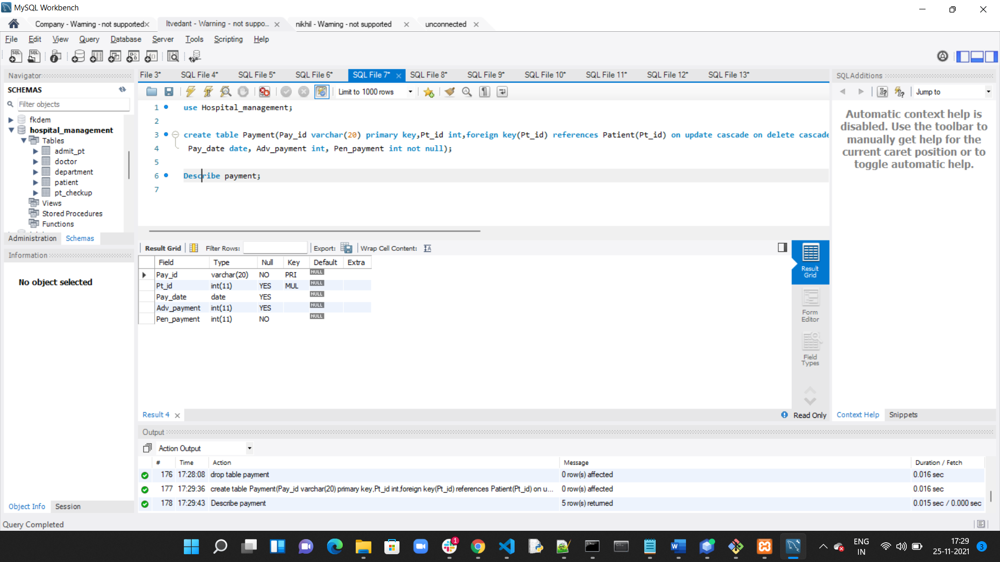 MySQL Workbench
Company - Warning - not supported
Itvedant - Warning - not suppo...
nikhil - Warning - not supported
unconnected
File Edit View Query Database Server Tools Scripting Help
Navigator
SCHEMAS
Filter objects
fkdem
hospital_management
Tables
admit_pt
doctor
department
patient
pt_checkup
Views
Stored Procedures
Functions
Administration Schemas
Information
No object selected
Object Info Session
File 3* SQL File 4* SQL File 5* SQL File 6* SQL File 7* SQL File 8* SQL File 9* SQL File 10* SQL File 11* SQL File 12* SQL File 13*
Limit to 1000 rows
1 use Hospital_management;
2
3 create table Payment(Pay_id varchar(20) primary key,Pt_id int,foreign key(Pt_id) references Patient(Pt_id) on update cascade on delete cascade
4 Pay_date date, Adv_payment int, Pen_payment int not null);
5
6 Describe payment;
7
Result Grid Filter Rows: Export: Wrap Cell Content:
Field Type Null Key Default Extra
Pay_id varchar(20) NO PRI NULL
Pt_id int(11) YES MUL NULL
Pay_date date YES NULL
Adv_payment int(11) YES NULL
Pen_payment int(11) NO NULL
Result
Grid
Form
Editor
Field
Types
Result 4
Read Only
SQLAdditions
Jump to
Automatic context help is
disabled. Use the toolbar to
manually get help for the
current caret position or to
toggle automatic help.
Context Help Snippets
Output
Action Output
# Time Action Message Duration / Fetch
176 17:28:08 drop table payment 0 row(s) affected 0.016 sec
177 17:29:36 create table Payment(Pay_id varchar(20) primary key,Pt_id int,foreign key(Pt_id) references Patient(Pt_id) on u... 0 row(s) affected 0.016 sec
178 17:29:43 Describe payment 5 row(s) returned 0.015 sec / 0.000 sec
Query Completed
1
ENG
IN
17:29
25-11-2021
3